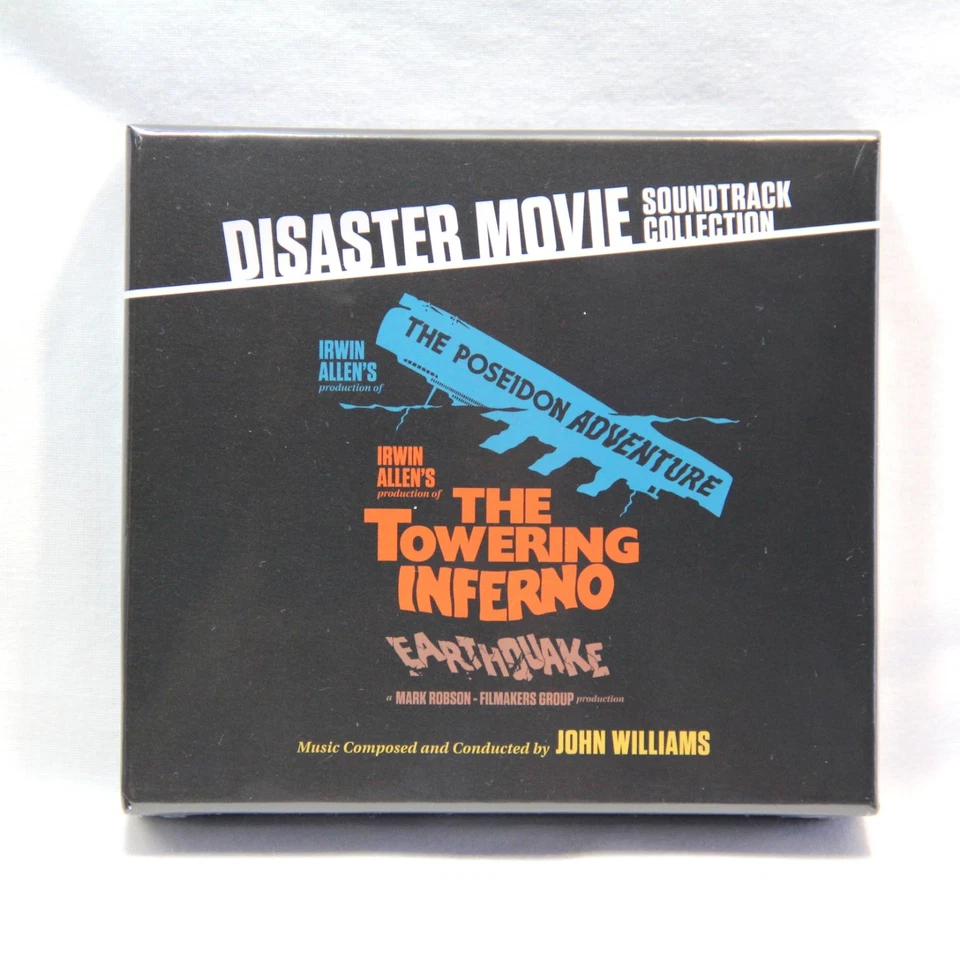 DISASTER MOVIE SOUNDTRACK
COLLECTION
IRWIN
ALLEN'S
production of
THE POSEIDON ADVENTURE
IRWIN
ALLEN'S
production of
THE
TOWERING
INFERNO
EARTHQUAKE
a MARK ROBSON - FILMAKERS GROUP production
Music Composed and Conducted by JOHN WILLIAMS